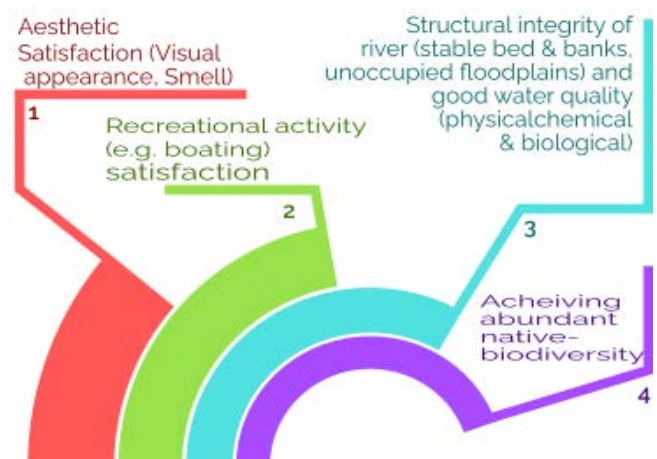 Aesthetic
Satisfaction (Visual
appearance, Smell)
1
Recreational activity
(e.g. boating)
satisfaction
2
Structural integrity of
river (stable bed & banks,
unoccupied floodplains) and
good water quality
(physicalchemical
& biological)
3
Acheiving
abundant
native-
biodiversity
4